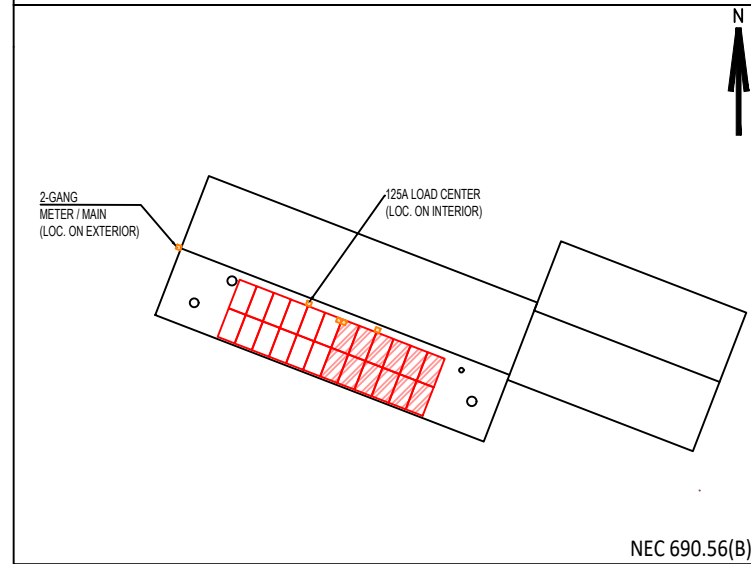 N
2-GANG
METER / MAIN
(LOC. ON EXTERIOR)
125A LOAD CENTER
(LOC. ON INTERIOR)
NEC 690.56(B)